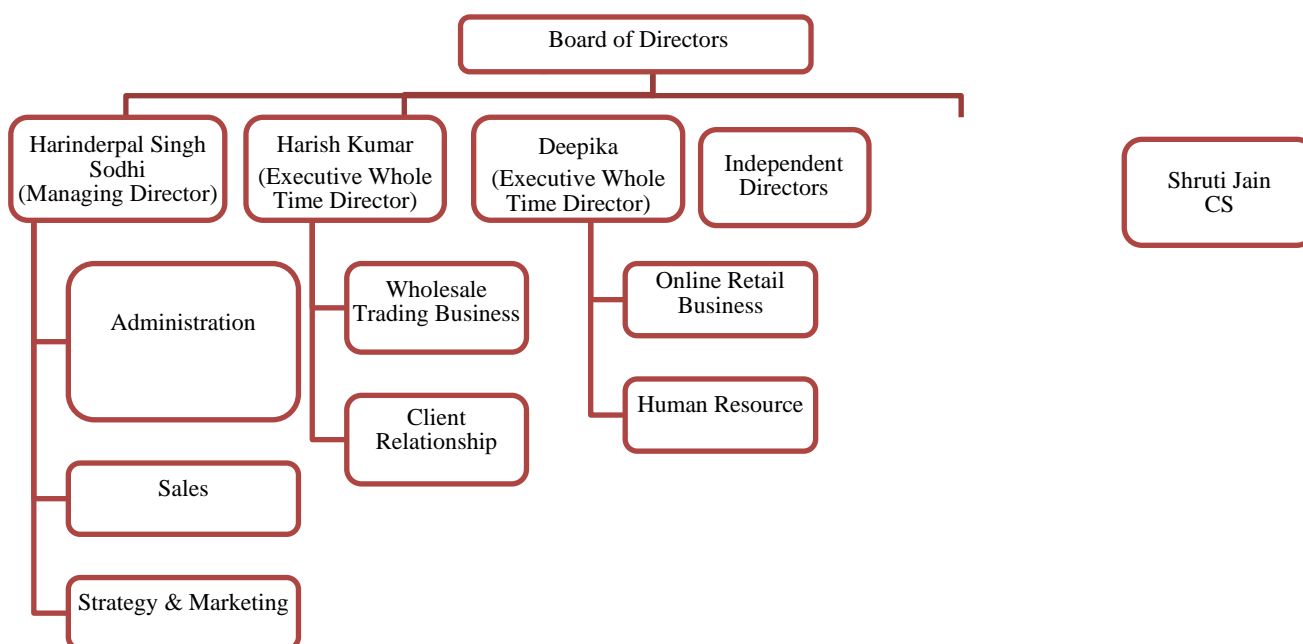 Board of Directors
Harinderpal Singh
Sodhi
(Managing Director)
Harish Kumar
(Executive Whole
Time Director)
Deepika
(Executive Whole
Time Director)
Independent
Directors
Shruti Jain
CS
Administration
Sales
Strategy & Marketing
Wholesale
Trading Business
Client
Relationship
Online Retail
Business
Human Resource